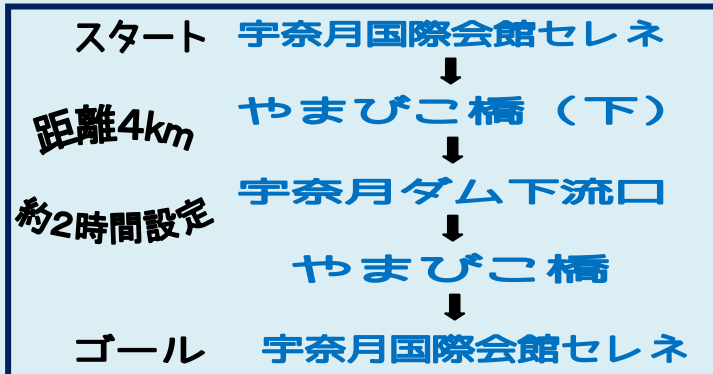 スタート 宇奈月国際会館セレネ
⬇
距離4km
やまびこ橋（下）
⬇
約2時間設定
宇奈月ダム下流口
⬇
やまびこ橋
⬇
ゴール 宇奈月国際会館セレネ